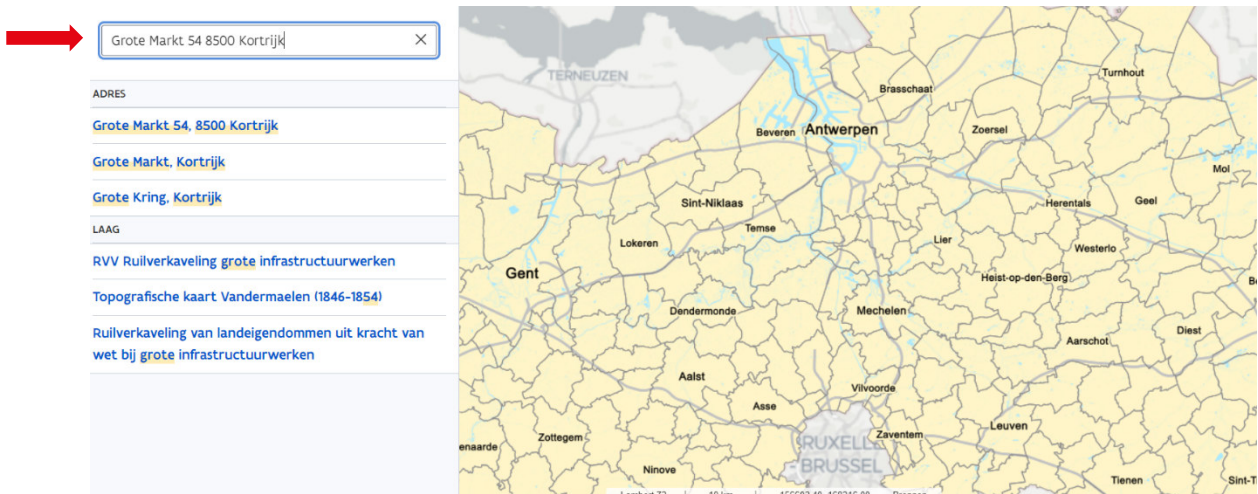 Grote Markt 54 8500 Kortrijk
ADRES
Grote Markt 54, 8500 Kortrijk
Grote Markt, Kortrijk
Grote Kring, Kortrijk
LAAG
RVV Ruilverkaveling grote infrastructuurwerken
Topografische kaart Vandermaelen (1846-1854)
Ruilverkaveling van landeigendommen uit kracht van
wet bij grote infrastructuurwerken
TERNEUZEN
Turnhout
Brasschaat
Beveren
Antwerpen
Zoersel
Mol
Sint-Niklaas
Herentals
Geel
Temse
Lokeren
Lier
Westerlo
Gent
Heist-op-den-Berg
Dendermonde
Mechelen
Diest
Aarschot
Aalst
Vilvoorde
Asse
Leuven
Zottegem
Zaventem
enaarde
RUXELLE
- BRUSSEL
Ninove
Tienen
Sint-